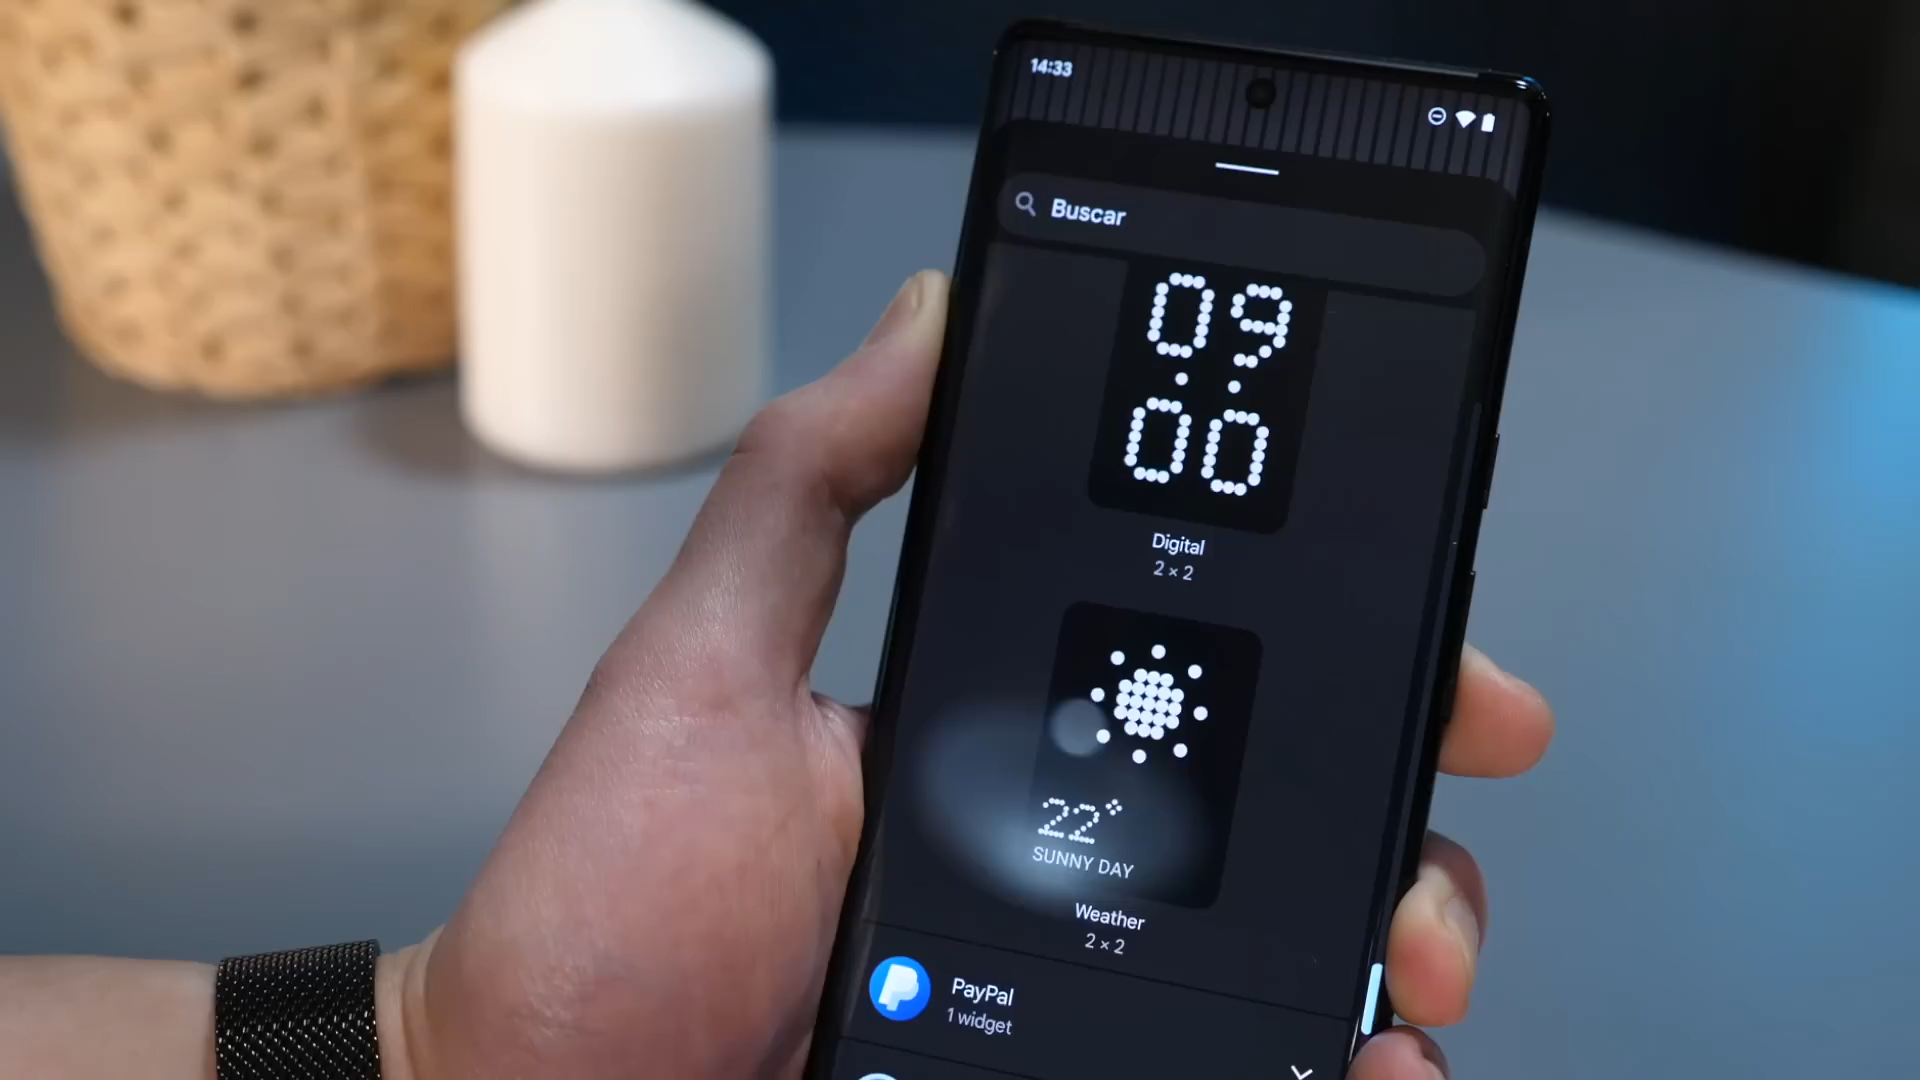 14:33
Buscar
09
00
Digital
2 × 2
22°
SUNNY DAY
Weather
2 × 2
PayPal
1 widget